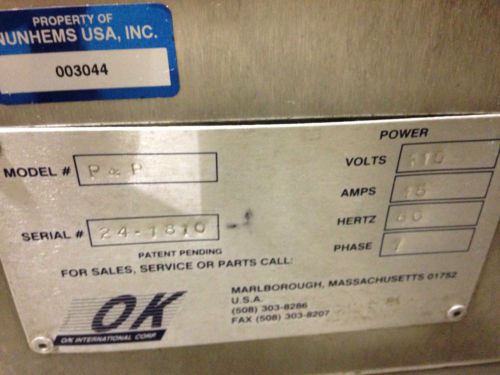 PROPERTY OF
NUNHEMS USA, INC.
003044
POWER
MODEL # P & P
VOLTS 110
AMPS 15
SERIAL # 24-1810
HERTZ 60
PATENT PENDING
PHASE 1
FOR SALES, SERVICE OR PARTS CALL:
OK
O/K INTERNATIONAL CORP
MARLBOROUGH, MASSACHUSETTS 01752
U.S.A.
(508) 303-8286
FAX (508) 303-8207